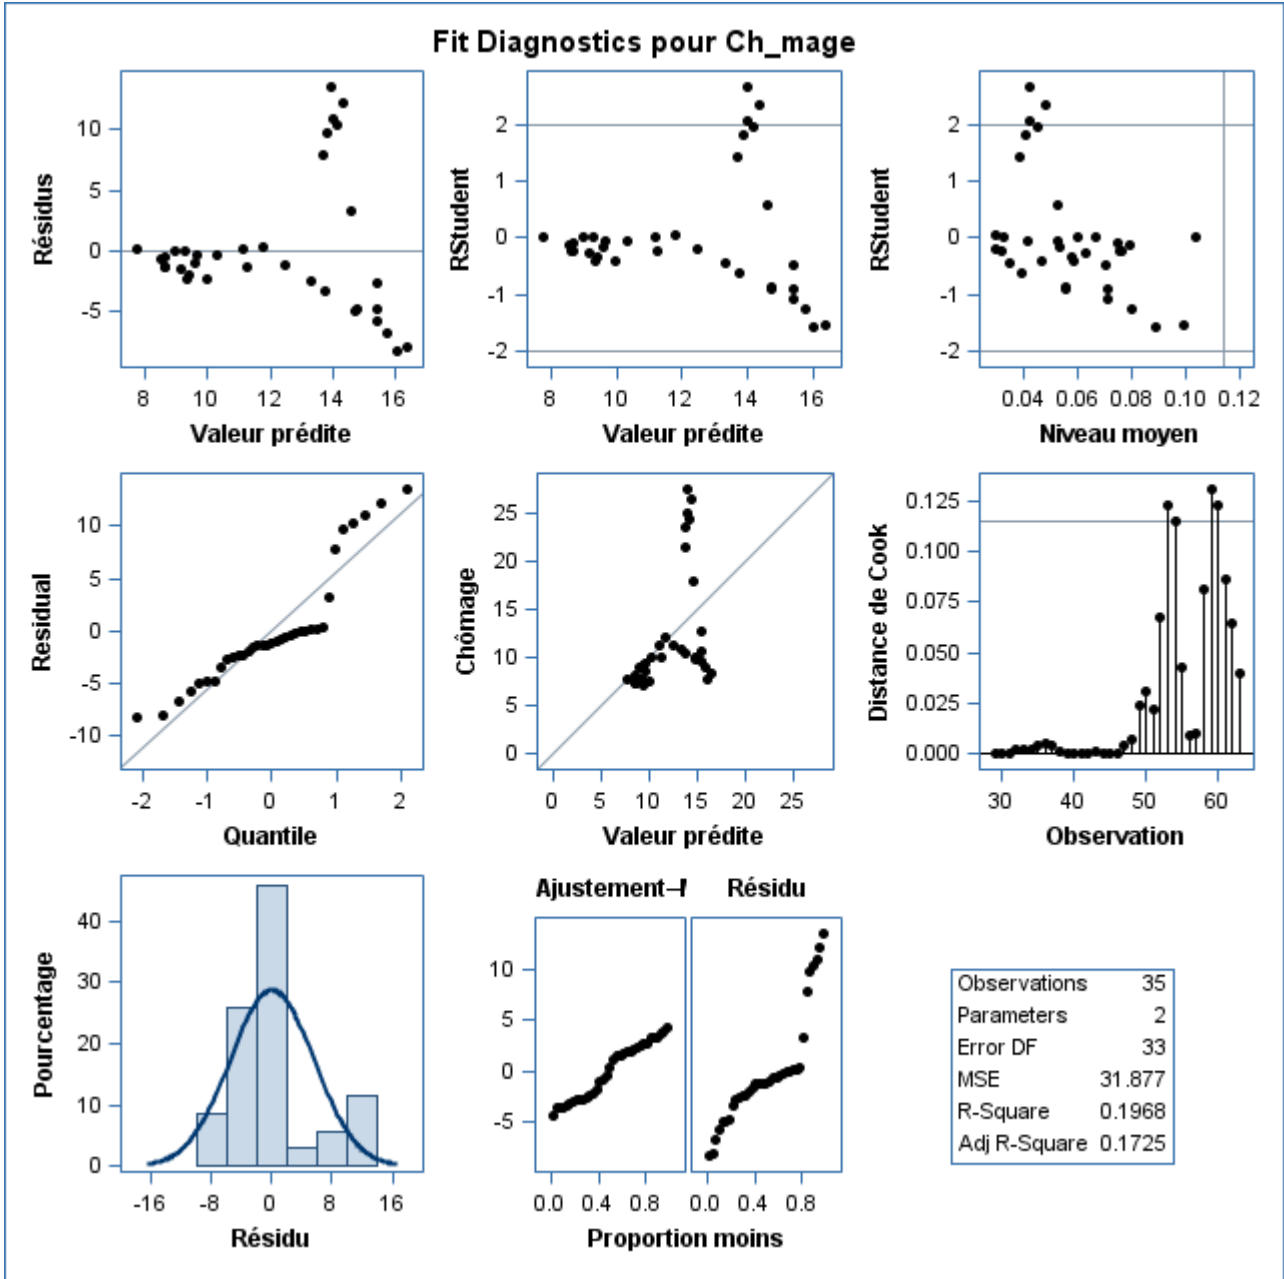 Fit Diagnostics pour Ch_mage
Résidus
10
5
0
-5
8 10 12 14 16
Valeur prédite
RStudent
2
1
0
-1
-2
8 10 12 14 16
Valeur prédite
RStudent
2
1
0
-1
-2
0.04 0.06 0.08 0.10 0.12
Niveau moyen
Residual
10
5
0
-5
-10
-2 -1 0 1 2
Quantile
Chômage
25
20
15
10
5
0
0 5 10 15 20 25
Valeur prédite
Distance de Cook
0.125
0.100
0.075
0.050
0.025
0.000
30 40 50 60
Observation
Pourcentage
40
30
20
10
0
-16 -8 0 8 16
Résidu
Ajustement– Résidu
10
5
0
-5
0.0 0.4 0.8 0.0 0.4 0.8
Proportion moins
Observations 35
Parameters 2
Error DF 33
MSE 31.877
R-Square 0.1968
Adj R-Square 0.1725